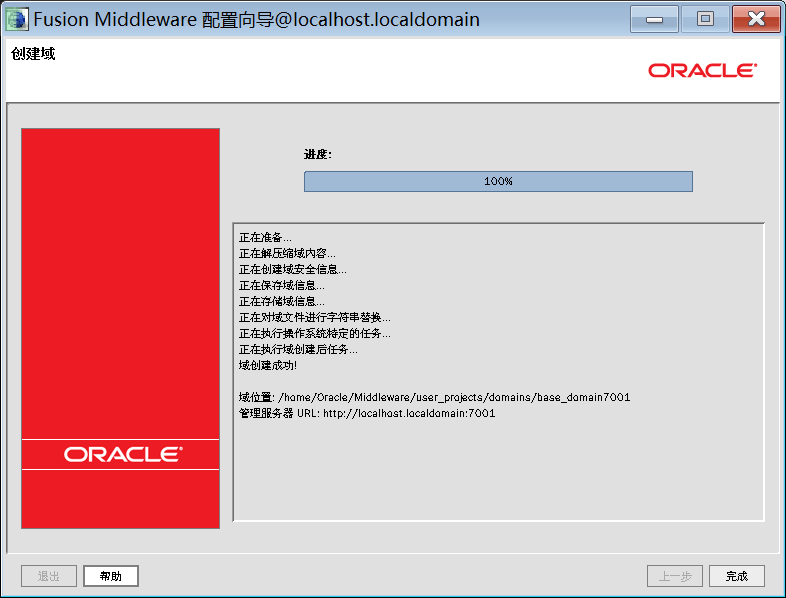 Fusion Middleware 配置向导@localhost.localdomain
创建域
ORACLE
进度:
100%
正在准备...
正在解压缩域内容...
正在创建域安全信息...
正在保存域信息...
正在存储域信息...
正在对域文件进行字符串替换...
正在执行操作系统特定的任务...
正在执行域创建后任务...
域创建成功!
域位置: /home/Oracle/Middleware/user_projects/domains/base_domain7001
管理服务器 URL: http://localhost.localdomain:7001
ORACLE
退出 帮助 上一步 完成